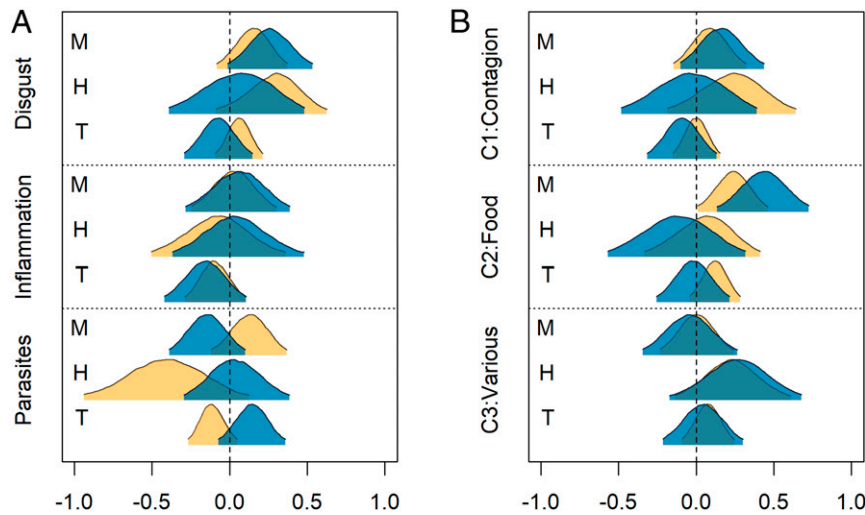 A
Disgust
M
H
T
Inflammation
M
H
T
Parasites
M
H
T
-1.0 -0.5 0.0 0.5 1.0
B
C1:Contagion
M
H
T
C2:Food
M
H
T
C3:Various
M
H
T
-1.0 -0.5 0.0 0.5 1.0